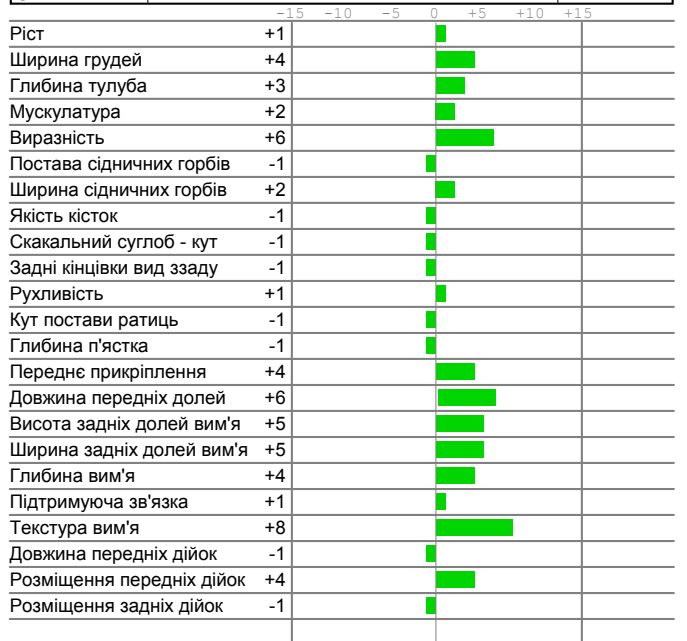 -15 -10 -5 0 +5 +10 +15
Ріст +1
Ширина грудей +4
Глибина тулуба +3
Мускулатура +2
Виразність +6
Постава сідничних горбів -1
Ширина сідничних горбів +2
Якість кісток -1
Скакальний суглоб - кут -1
Задні кінцівки вид ззаду -1
Рухливість +1
Кут постави ратиць -1
Глибина п'ястка -1
Переднє прикріплення +4
Довжина передніх долей +6
Висота задніх долей вим'я +5
Ширина задніх долей вим'я +5
Глибина вим'я +4
Підтримуюча зв'язка +1
Текстура вим'я +8
Довжина передніх дійок -1
Розміщення передніх дійок +4
Розміщення задніх дійок -1